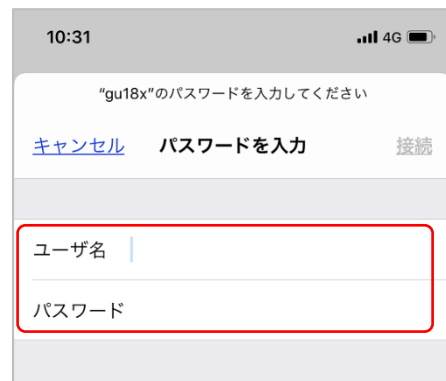 10:31 4G
“gu18x”のパスワードを入力してください
キャンセル パスワードを入力 接続
ユーザ名
パスワード